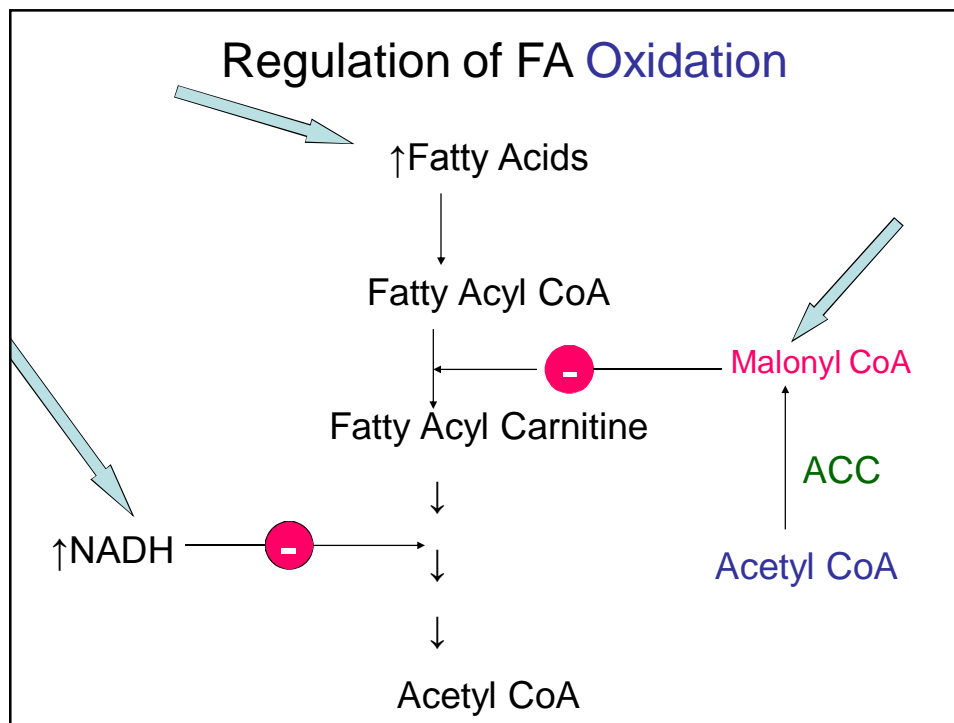 Regulation of FA Oxidation
↑Fatty Acids
Fatty Acyl CoA
- Malonyl CoA
Fatty Acyl Carnitine
ACC
↑NADH -
Acetyl CoA
Acetyl CoA